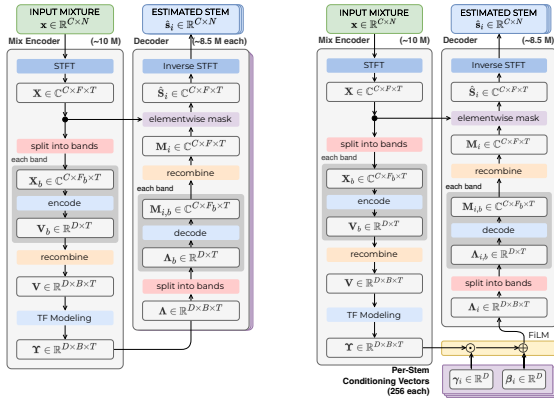 INPUT MIXTURE
x ∈ ℝ^{C×N}
Mix Encoder (~10 M)
STFT
X ∈ ℂ^{C×F×T}
split into bands
each band
X_b ∈ ℂ^{C×F_b×T}
encode
V_b ∈ ℝ^{D×T}
recombine
V ∈ ℝ^{D×B×T}
TF Modeling
Υ ∈ ℝ^{D×B×T}
ESTIMATED STEM
ŝ_i ∈ ℝ^{C×N}
Decoder (~8.5 M each)
Inverse STFT
Ŝ_i ∈ ℂ^{C×F×T}
elementwise mask
M_i ∈ ℂ^{C×F×T}
recombine
each band
M_{i,b} ∈ ℂ^{C×F_b×T}
decode
Λ_b ∈ ℝ^{D×T}
split into bands
Λ ∈ ℝ^{D×B×T}
INPUT MIXTURE
x ∈ ℝ^{C×N}
Mix Encoder (~10 M)
STFT
X ∈ ℂ^{C×F×T}
split into bands
each band
X_b ∈ ℂ^{C×F_b×T}
encode
V_b ∈ ℝ^{D×T}
recombine
V ∈ ℝ^{D×B×T}
TF Modeling
Υ ∈ ℝ^{D×B×T}
ESTIMATED STEM
ŝ_i ∈ ℝ^{C×N}
Decoder (~8.5 M)
Inverse STFT
Ŝ_i ∈ ℂ^{C×F×T}
elementwise mask
M_i ∈ ℂ^{C×F×T}
recombine
each band
M_{i,b} ∈ ℂ^{C×F_b×T}
decode
Λ_{i,b} ∈ ℝ^{D×T}
split into bands
Λ_i ∈ ℝ^{D×B×T}
FiLM
Per-Stem
Conditioning Vectors
(256 each)
γ_i ∈ ℝ^D
β_i ∈ ℝ^D